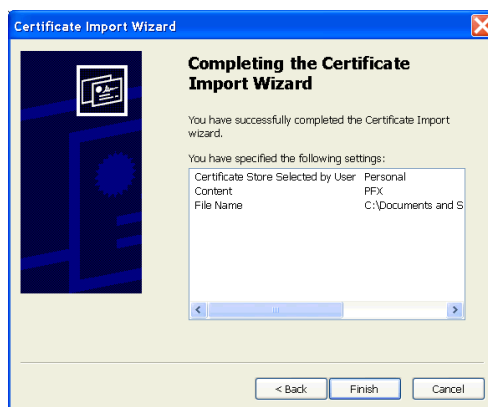 Certificate Import Wizard
Completing the Certificate
Import Wizard
You have successfully completed the Certificate Import
wizard.
You have specified the following settings:
Certificate Store Selected by User Personal
Content PFX
File Name C:\Documents and S
< Back Finish Cancel